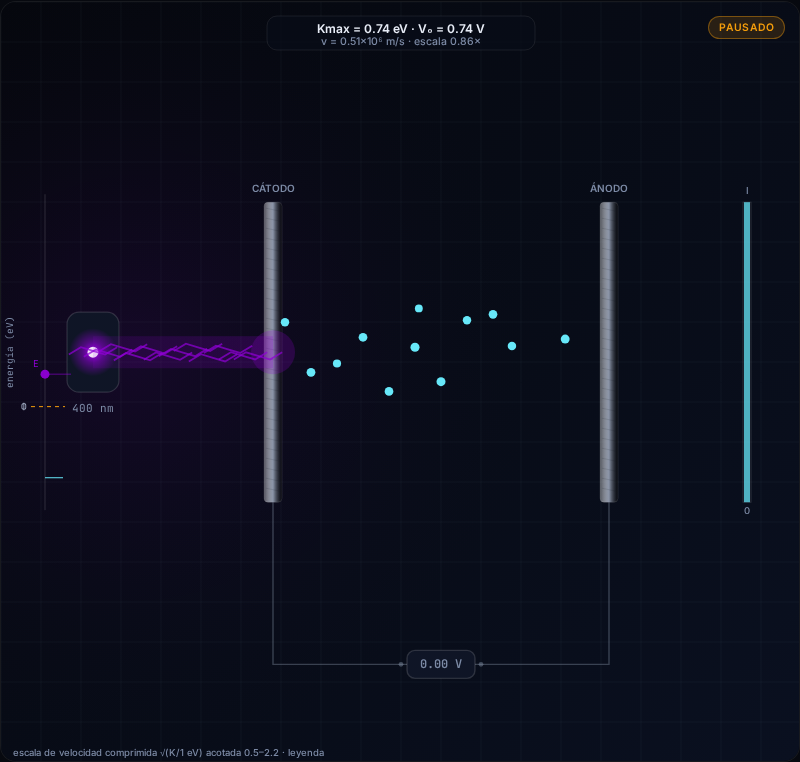 Kmax = 0.74 eV · V₀ = 0.74 V
v = 0.51×10⁶ m/s · escala 0.86×
PAUSADO
CÁTODO
ÁNODO
I
energía (eV)
E
Φ
400 nm
0
0.00 V
escala de velocidad comprimida √(K/1 eV) acotada 0.5–2.2 · leyenda